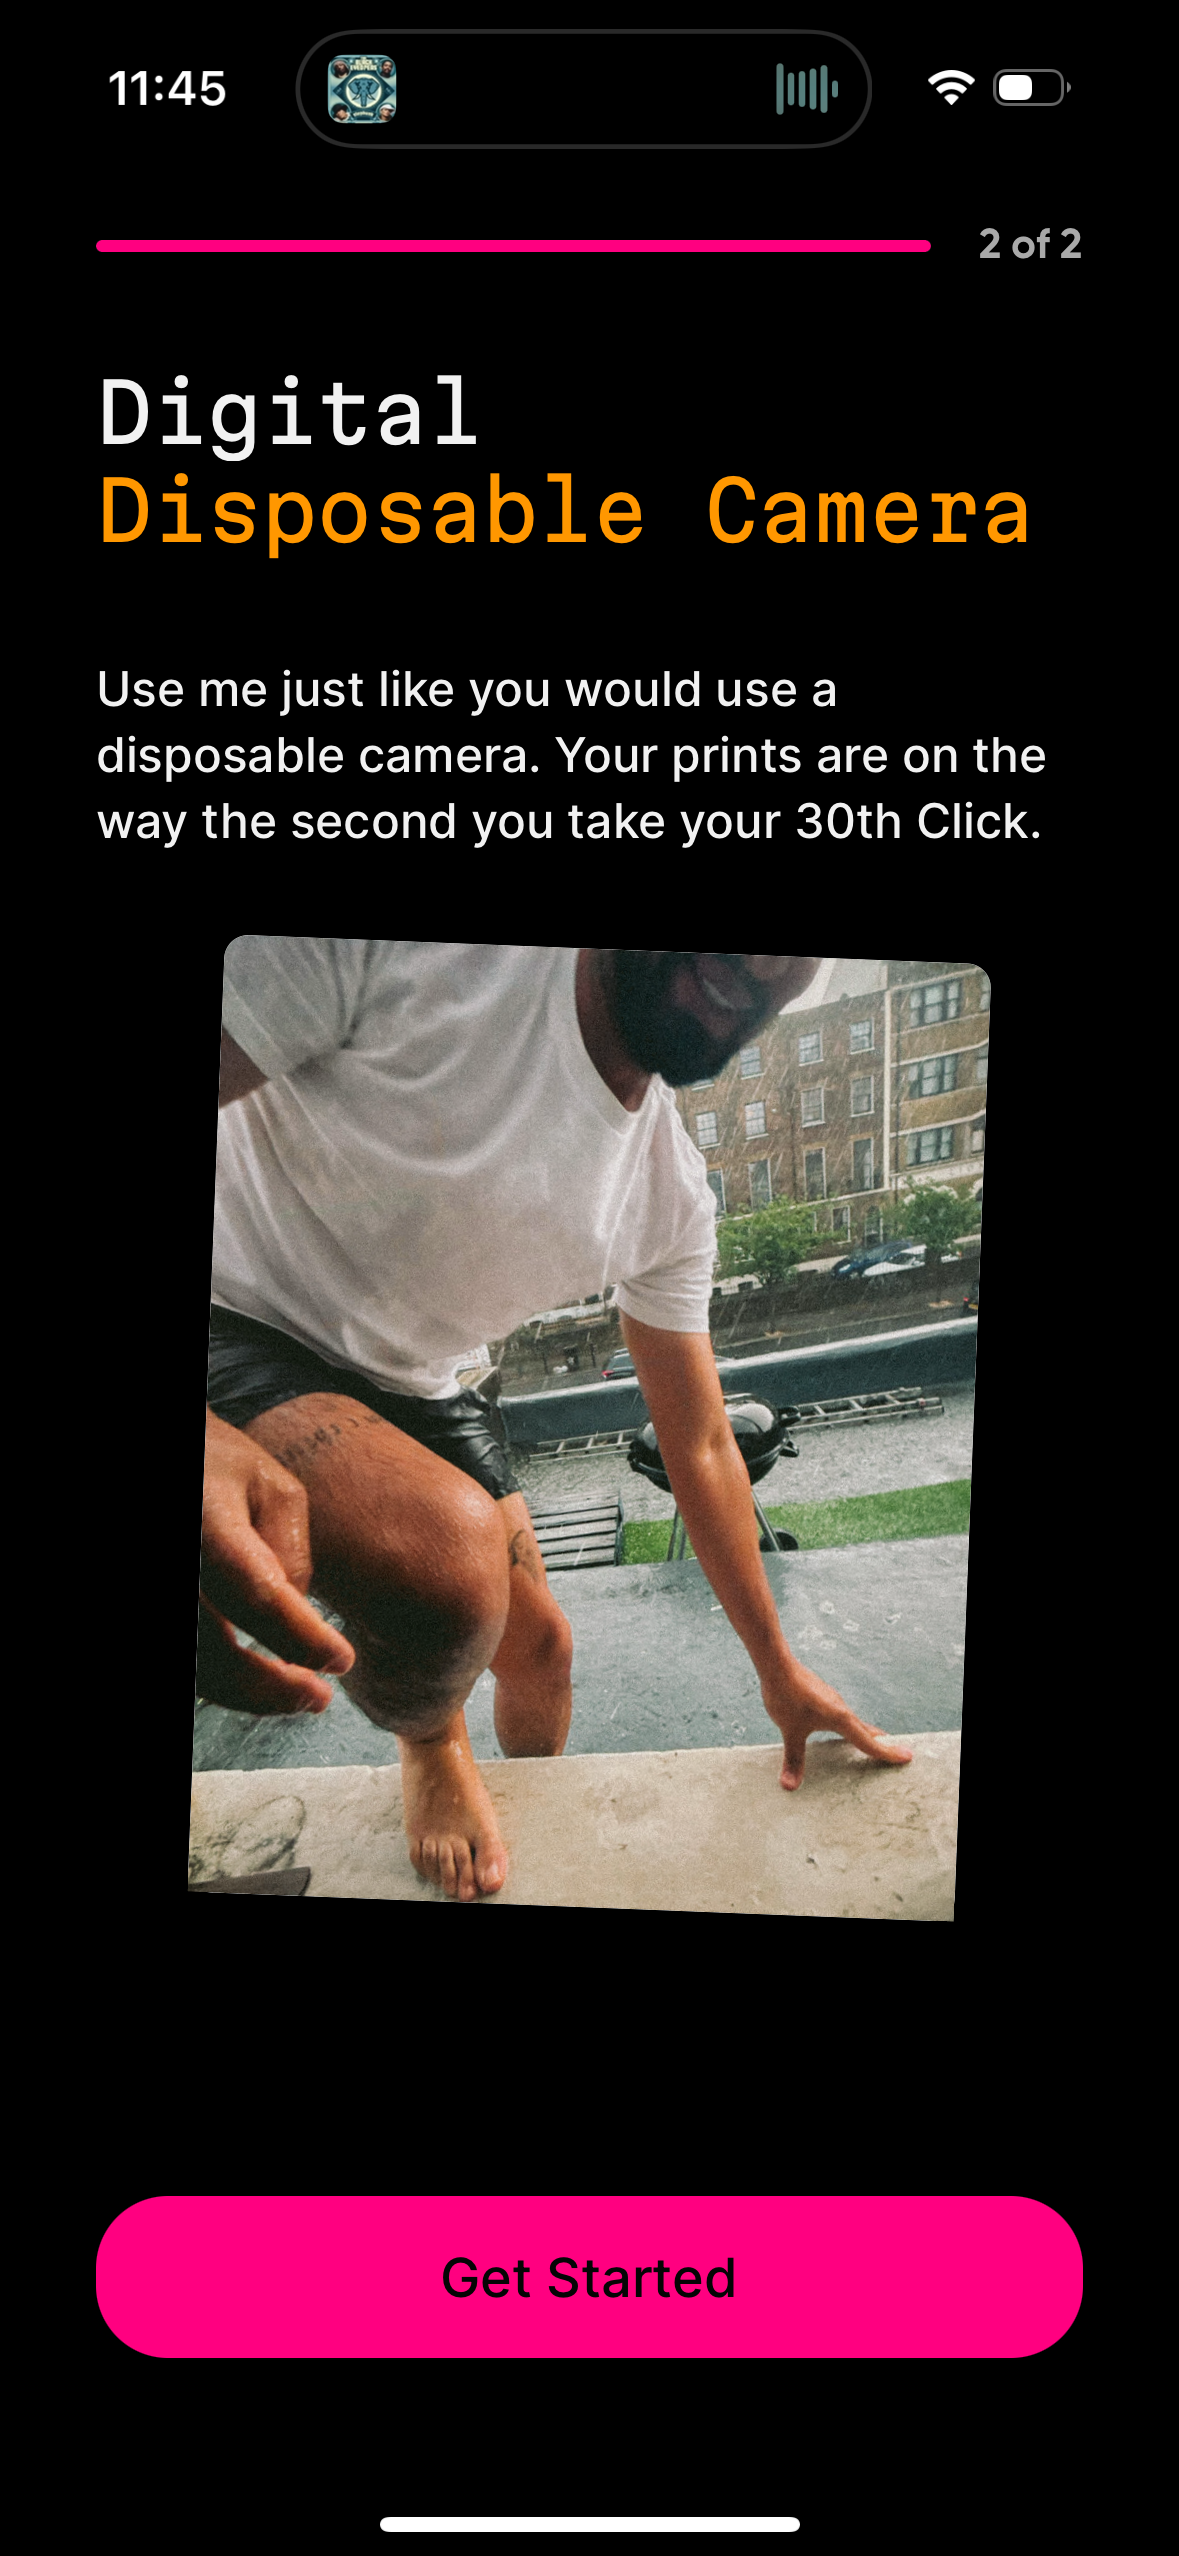 11:45
2 of 2
Digital
Disposable Camera
Use me just like you would use a
disposable camera. Your prints are on the
way the second you take your 30th Click.
Get Started